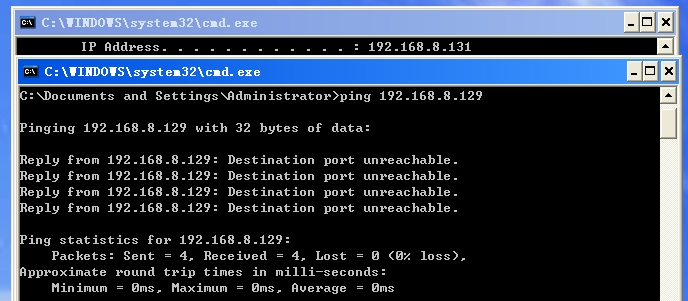 C:\WINDOWS\system32\cmd.exe
IP Address. . . . . . . . . . . . : 192.168.8.131
C:\WINDOWS\system32\cmd.exe
C:\Documents and Settings\Administrator>ping 192.168.8.129
Pinging 192.168.8.129 with 32 bytes of data:
Reply from 192.168.8.129: Destination port unreachable.
Reply from 192.168.8.129: Destination port unreachable.
Reply from 192.168.8.129: Destination port unreachable.
Reply from 192.168.8.129: Destination port unreachable.
Ping statistics for 192.168.8.129:
Packets: Sent = 4, Received = 4, Lost = 0 (0% loss),
Approximate round trip times in milli-seconds:
Minimum = 0ms, Maximum = 0ms, Average = 0ms